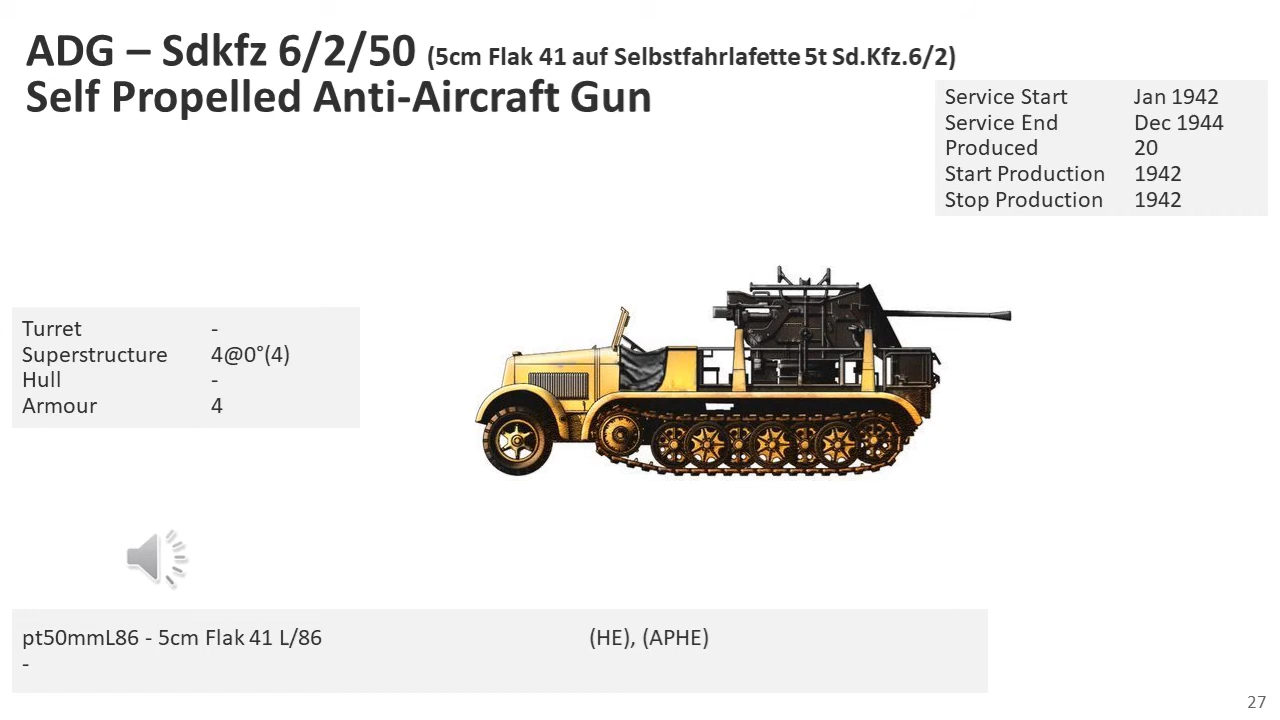 ADG – Sdkfz 6/2/50 (5cm Flak 41 auf Selbstfahrlafette 5t Sd.Kfz.6/2)
Self Propelled Anti-Aircraft Gun
Service Start Jan 1942
Service End Dec 1944
Produced 20
Start Production 1942
Stop Production 1942
Turret -
Superstructure 4@0°(4)
Hull -
Armour 4
pt50mmL86 - 5cm Flak 41 L/86 (HE), (APHE)
-
27